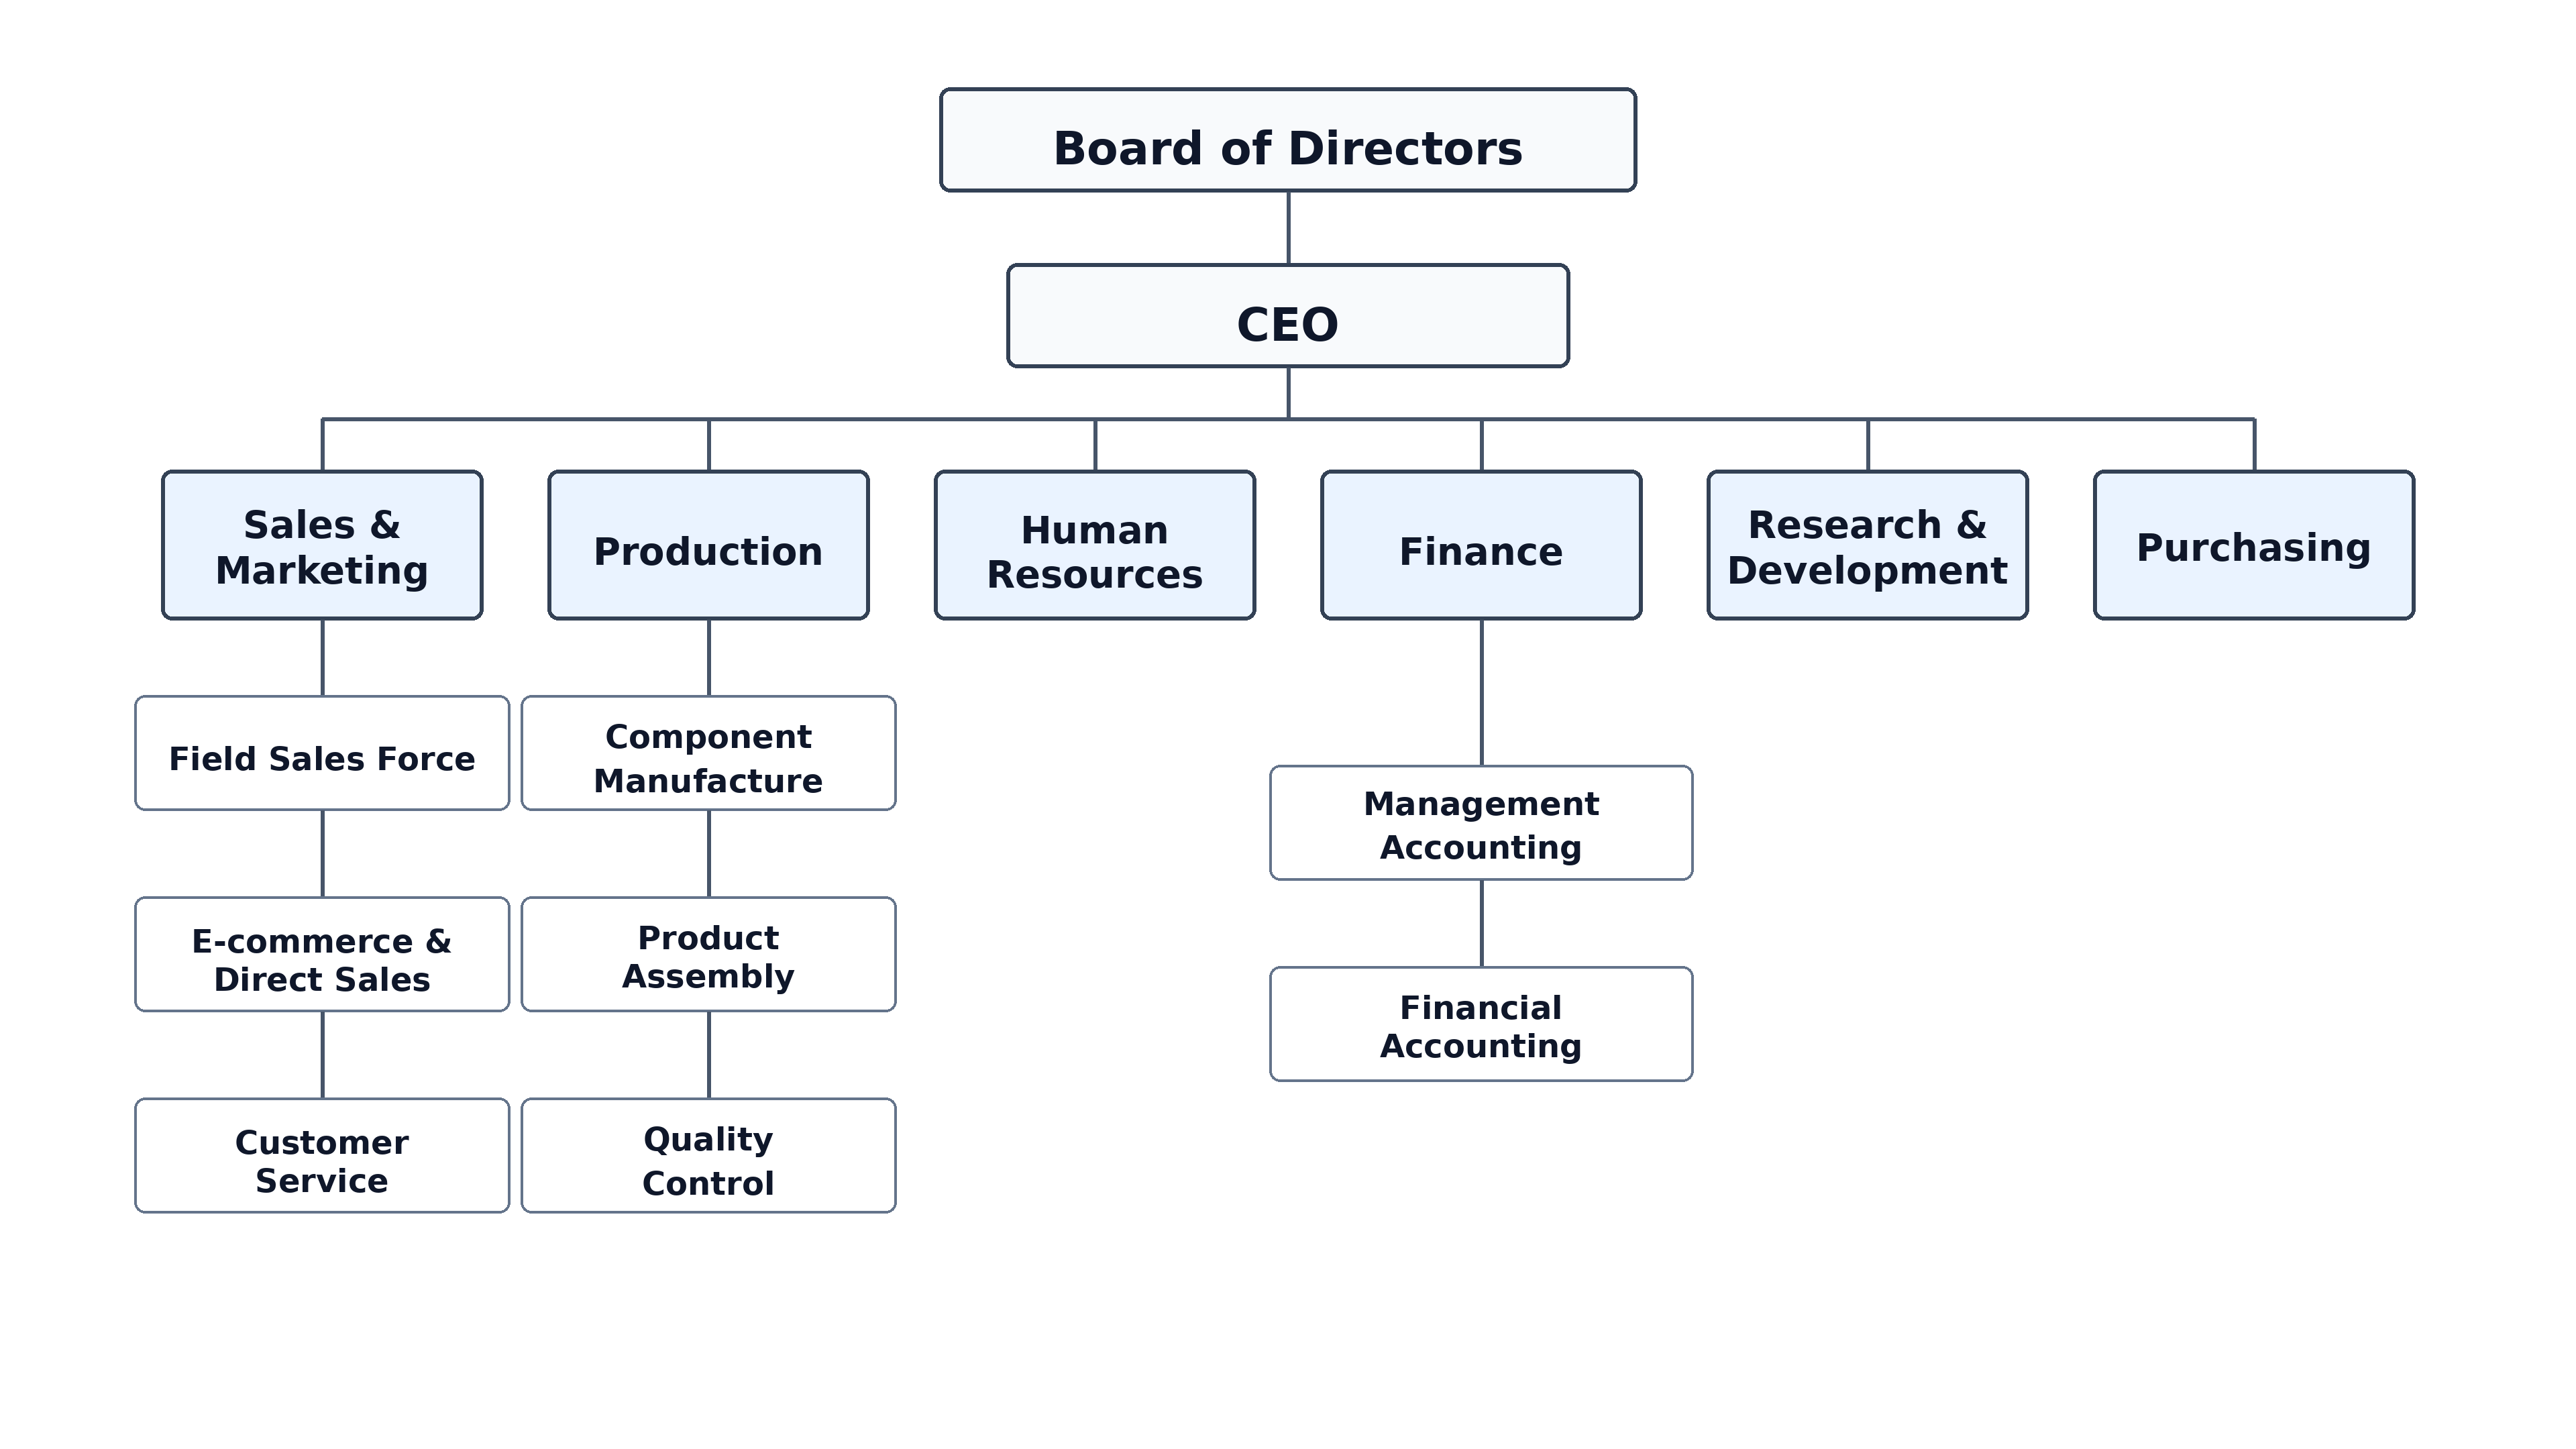 Board of Directors
CEO
Sales &
Marketing
Production
Human
Resources
Finance
Research &
Development
Purchasing
Field Sales Force
E-commerce &
Direct Sales
Customer
Service
Component
Manufacture
Product
Assembly
Quality
Control
Management
Accounting
Financial
Accounting